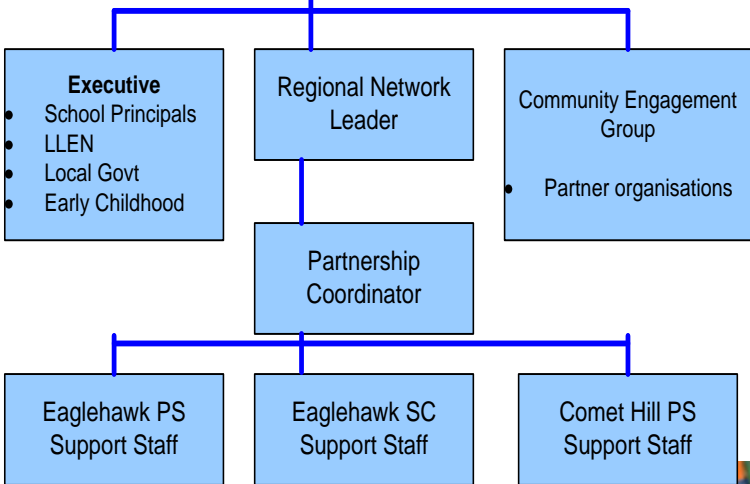 Executive
• School Principals
• LLEN
• Local Govt
• Early Childhood
Regional Network
Leader
Community Engagement
Group
• Partner organisations
Partnership
Coordinator
Eaglehawk PS
Support Staff
Eaglehawk SC
Support Staff
Comet Hill PS
Support Staff